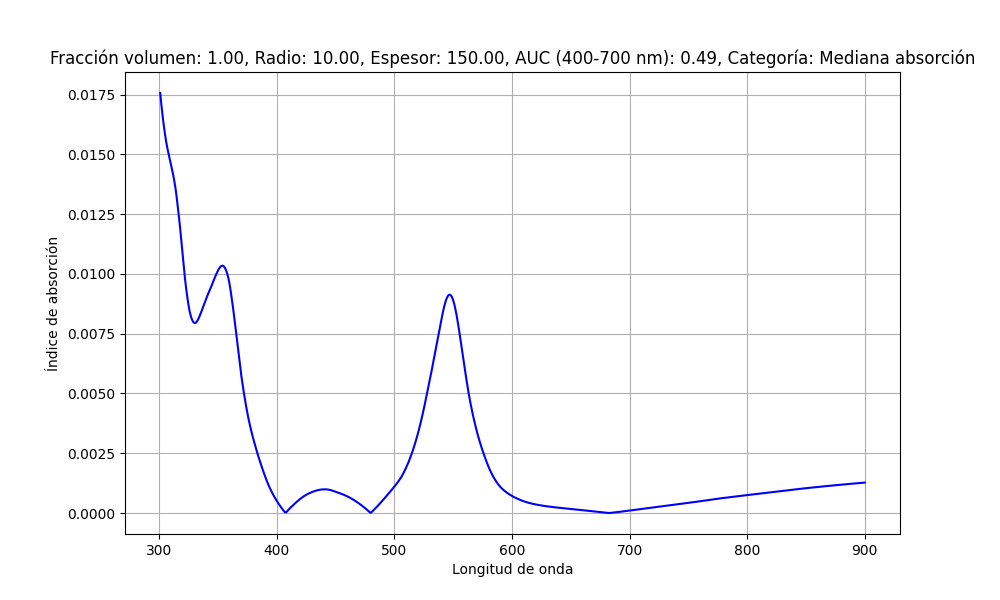 Fracción volumen: 1.00, Radio: 10.00, Espesor: 150.00, AUC (400-700 nm): 0.49, Categoría: Mediana absorción
0.0175
0.0150
0.0125
0.0100
0.0075
0.0050
0.0025
0.0000
Índice de absorción
300 400 500 600 700 800 900
Longitud de onda